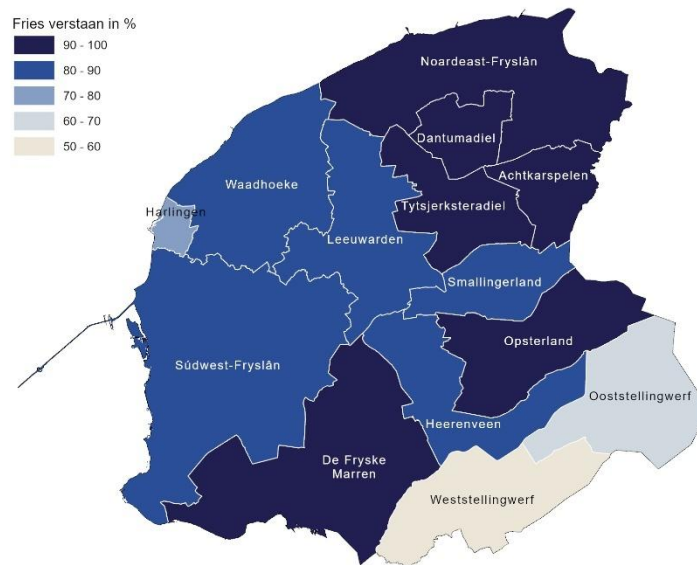 Fries verstaan in %
90 - 100
80 - 90
70 - 80
60 - 70
50 - 60
Noardeast-Fryslân
Dantumadiel
Achtkarspelen
Waadhoeke
Tytsjerksteradiel
Harlingen
Leeuwarden
Smallingerland
Opsterland
Súdwest-Fryslân
Ooststellingwerf
Heerenveen
De Fryske
Marren
Weststellingwerf